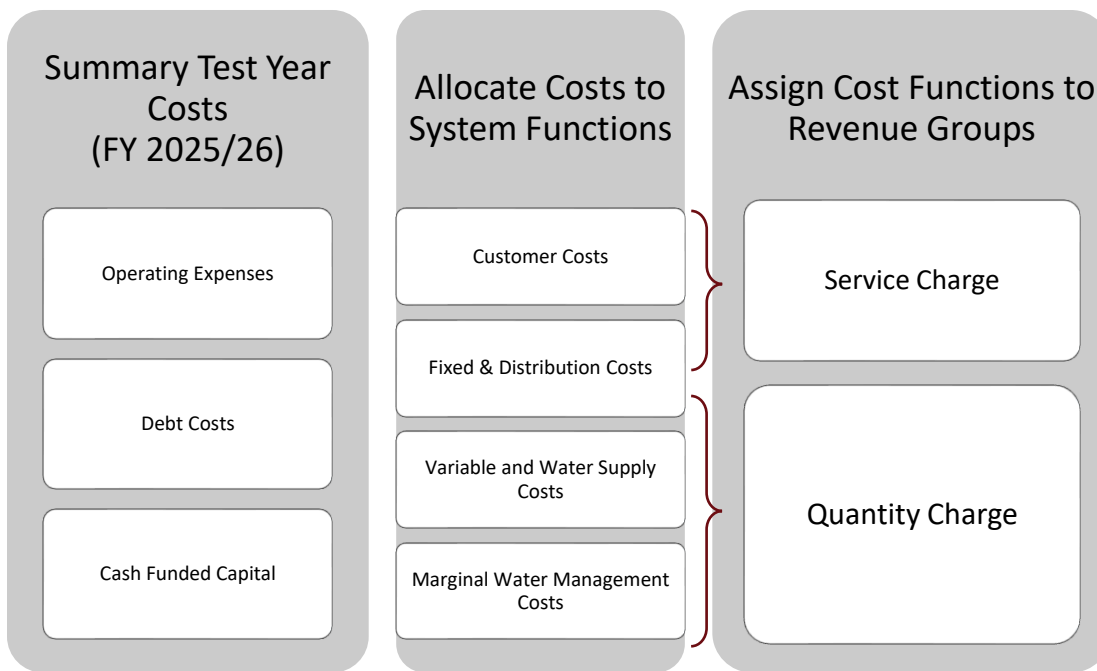 Summary Test Year
Costs
(FY 2025/26)
Operating Expenses
Debt Costs
Cash Funded Capital
Allocate Costs to
System Functions
Customer Costs
Fixed & Distribution Costs
Variable and Water Supply
Costs
Marginal Water Management
Costs
Assign Cost Functions to
Revenue Groups
Service Charge
Quantity Charge